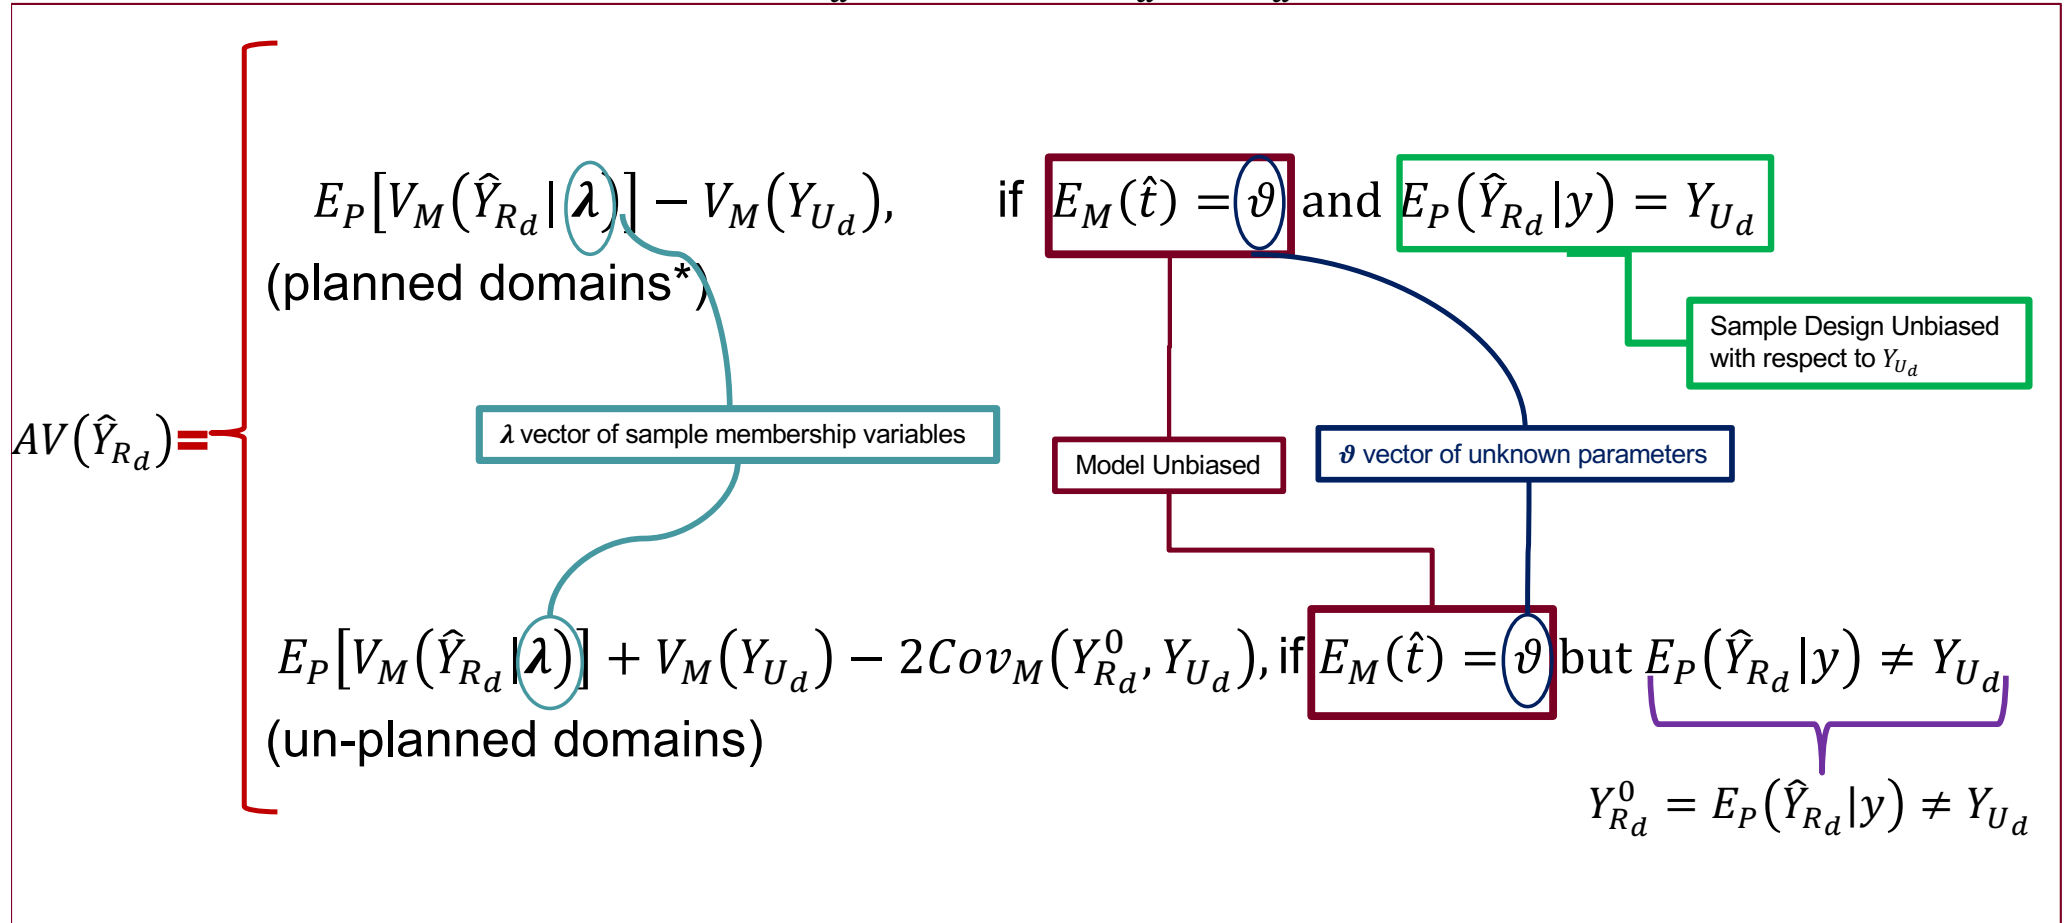 E_P[V_M(Ŷ_{R_d}|λ)] − V_M(Y_{U_d}), if E_M(t̂) = ϑ and E_P(Ŷ_{R_d}|y) = Y_{U_d}
(planned domains*)
Sample Design Unbiased
with respect to Y_{U_d}
AV(Ŷ_{R_d})=
λ vector of sample membership variables
Model Unbiased
ϑ vector of unknown parameters
E_P[V_M(Ŷ_{R_d}|λ)] + V_M(Y_{U_d}) − 2Cov_M(Y^0_{R_d}, Y_{U_d}), if E_M(t̂) = ϑ but E_P(Ŷ_{R_d}|y) ≠ Y_{U_d}
(un-planned domains)
Y^0_{R_d} = E_P(Ŷ_{R_d}|y) ≠ Y_{U_d}